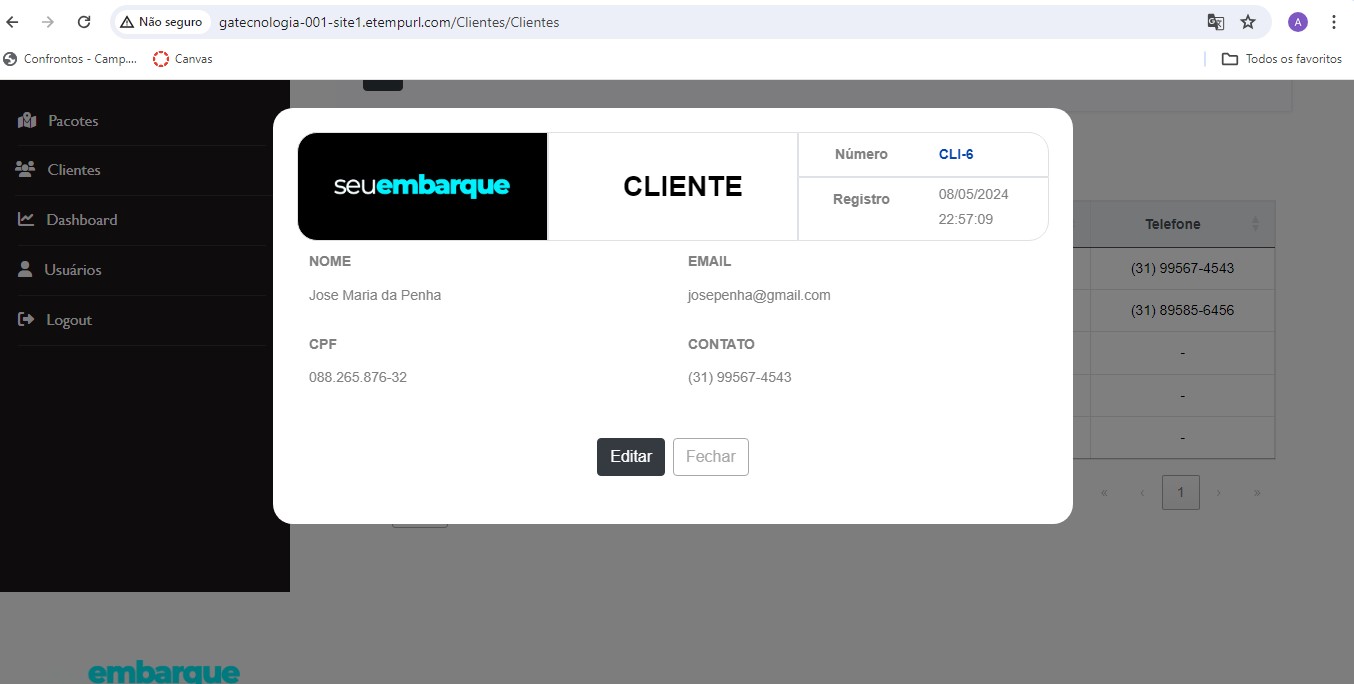 Não seguro
gatecnologia-001-site1.etempurl.com/Clientes/Clientes
A
Confrontos - Camp....
Canvas
Todos os favoritos
Pacotes
Clientes
Dashboard
Usuários
Logout
seuembarque
CLIENTE
Número
CLI-6
Registro
08/05/2024
22:57:09
NOME
EMAIL
Jose Maria da Penha
josepenha@gmail.com
CPF
CONTATO
088.265.876-32
(31) 99567-4543
Editar
Fechar
Telefone
(31) 99567-4543
(31) 89585-6456
-
-
-
« ‹ 1 › »
embarque